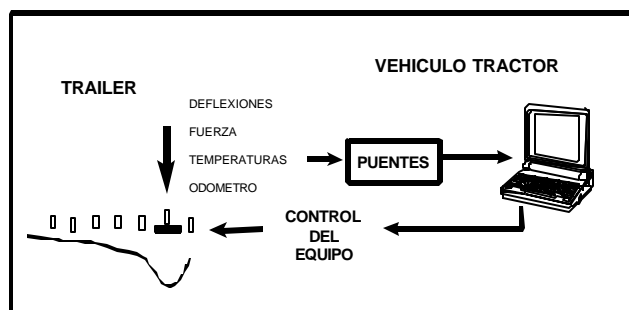 VEHICULO TRACTOR
TRAILER
DEFLEXIONES
FUERZA
TEMPERATURAS
ODOMETRO
PUENTES
CONTROL
DEL
EQUIPO